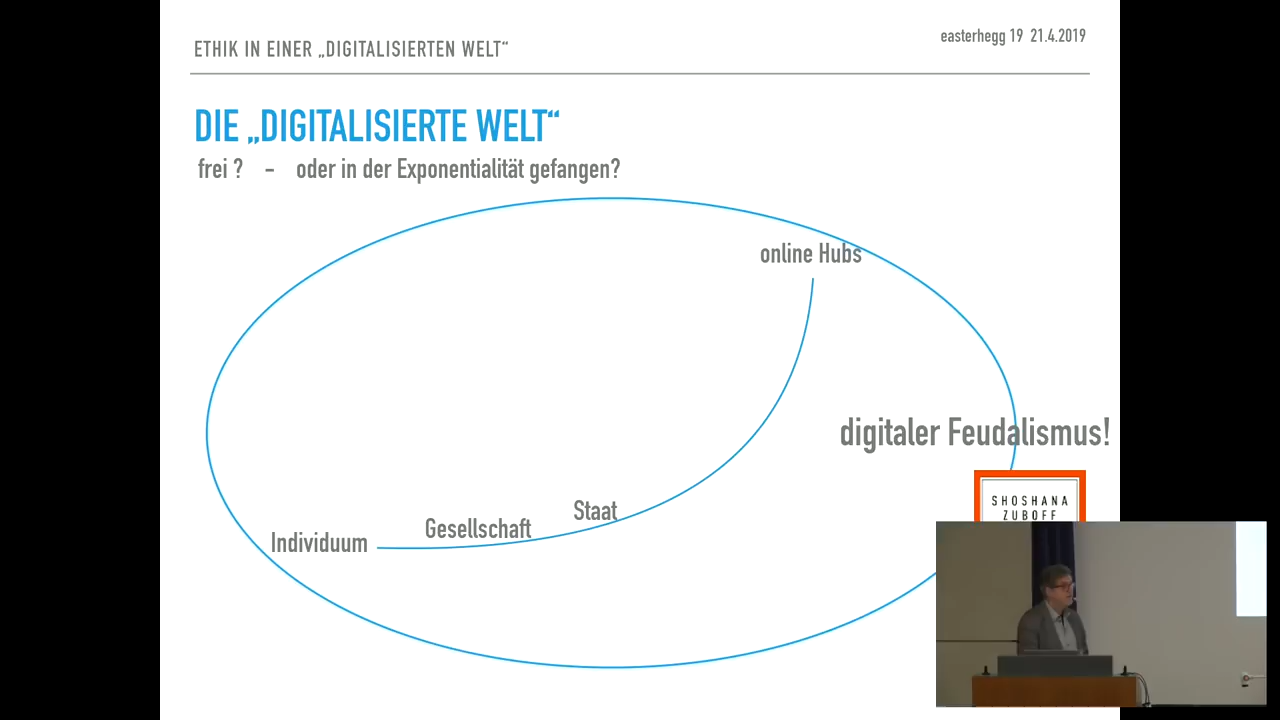 ETHIK IN EINER „DIGITALISIERTEN WELT“
easterhegg 19 21.4.2019
DIE „DIGITALISIERTE WELT“
frei ? - oder in der Exponentialität gefangen?
online Hubs
digitaler Feudalismus!
SHOSHANA
ZUBOFF
Staat
Gesellschaft
Individuum